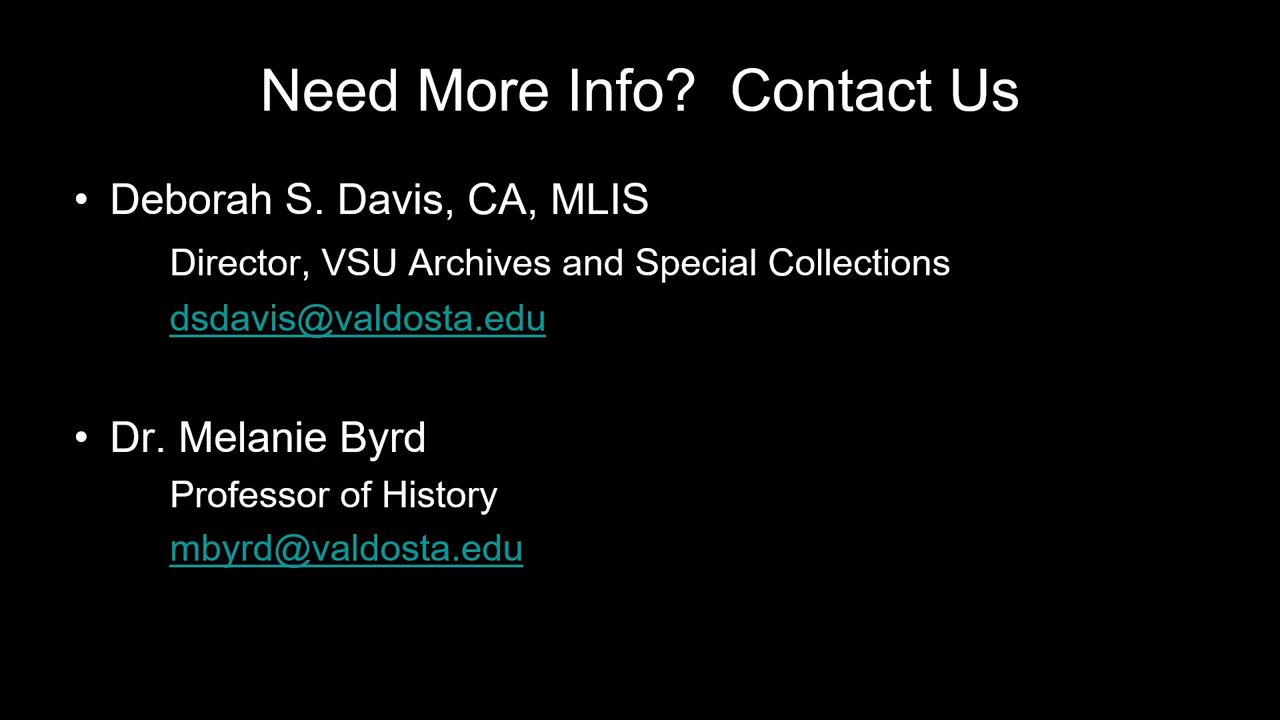 Need More Info?  Contact Us
• Deborah S. Davis, CA, MLIS
Director, VSU Archives and Special Collections
dsdavis@valdosta.edu
• Dr. Melanie Byrd
Professor of History
mbyrd@valdosta.edu